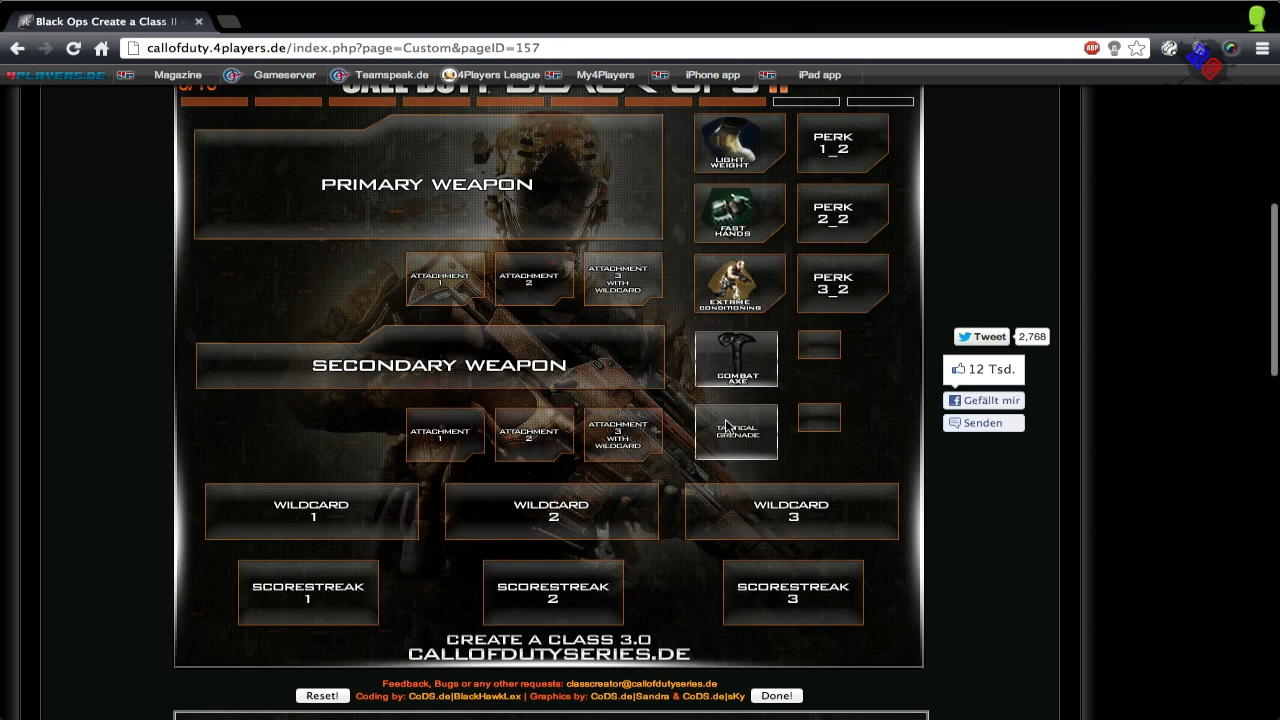 Black Ops Create a Class II
callofduty.4players.de/index.php?page=Custom&pageID=157
ABP
4PLAYERS.DE
Magazine
Gameserver
Teamspeak.de
4Players League
My4Players
iPhone app
iPad app
PRIMARY WEAPON
LIGHT
WEIGHT
PERK
1_2
FAST
HANDS
PERK
2_2
ATTACHMENT
1
ATTACHMENT
2
ATTACHMENT
3
WITH
WILDCARD
EXTRME
CONDITIONING
PERK
3_2
SECONDARY WEAPON
COMBAT
AXE
Tweet
2,768
12 Tsd.
Gefällt mir
Senden
ATTACHMENT
1
ATTACHMENT
2
ATTACHMENT
3
WITH
WILDCARD
TACTICAL
GRENADE
WILDCARD
1
WILDCARD
2
WILDCARD
3
SCORESTREAK
1
SCORESTREAK
2
SCORESTREAK
3
CREATE A CLASS 3.0
CALLOFDUTYSERIES.DE
Feedback, Bugs or any other requests: classcreator@callofdutyseries.de
Reset!
Coding by: CoDS.de|BlackHawkLex | Graphics by: CoDS.de|Sandra & CoDS.de|sKy
Done!